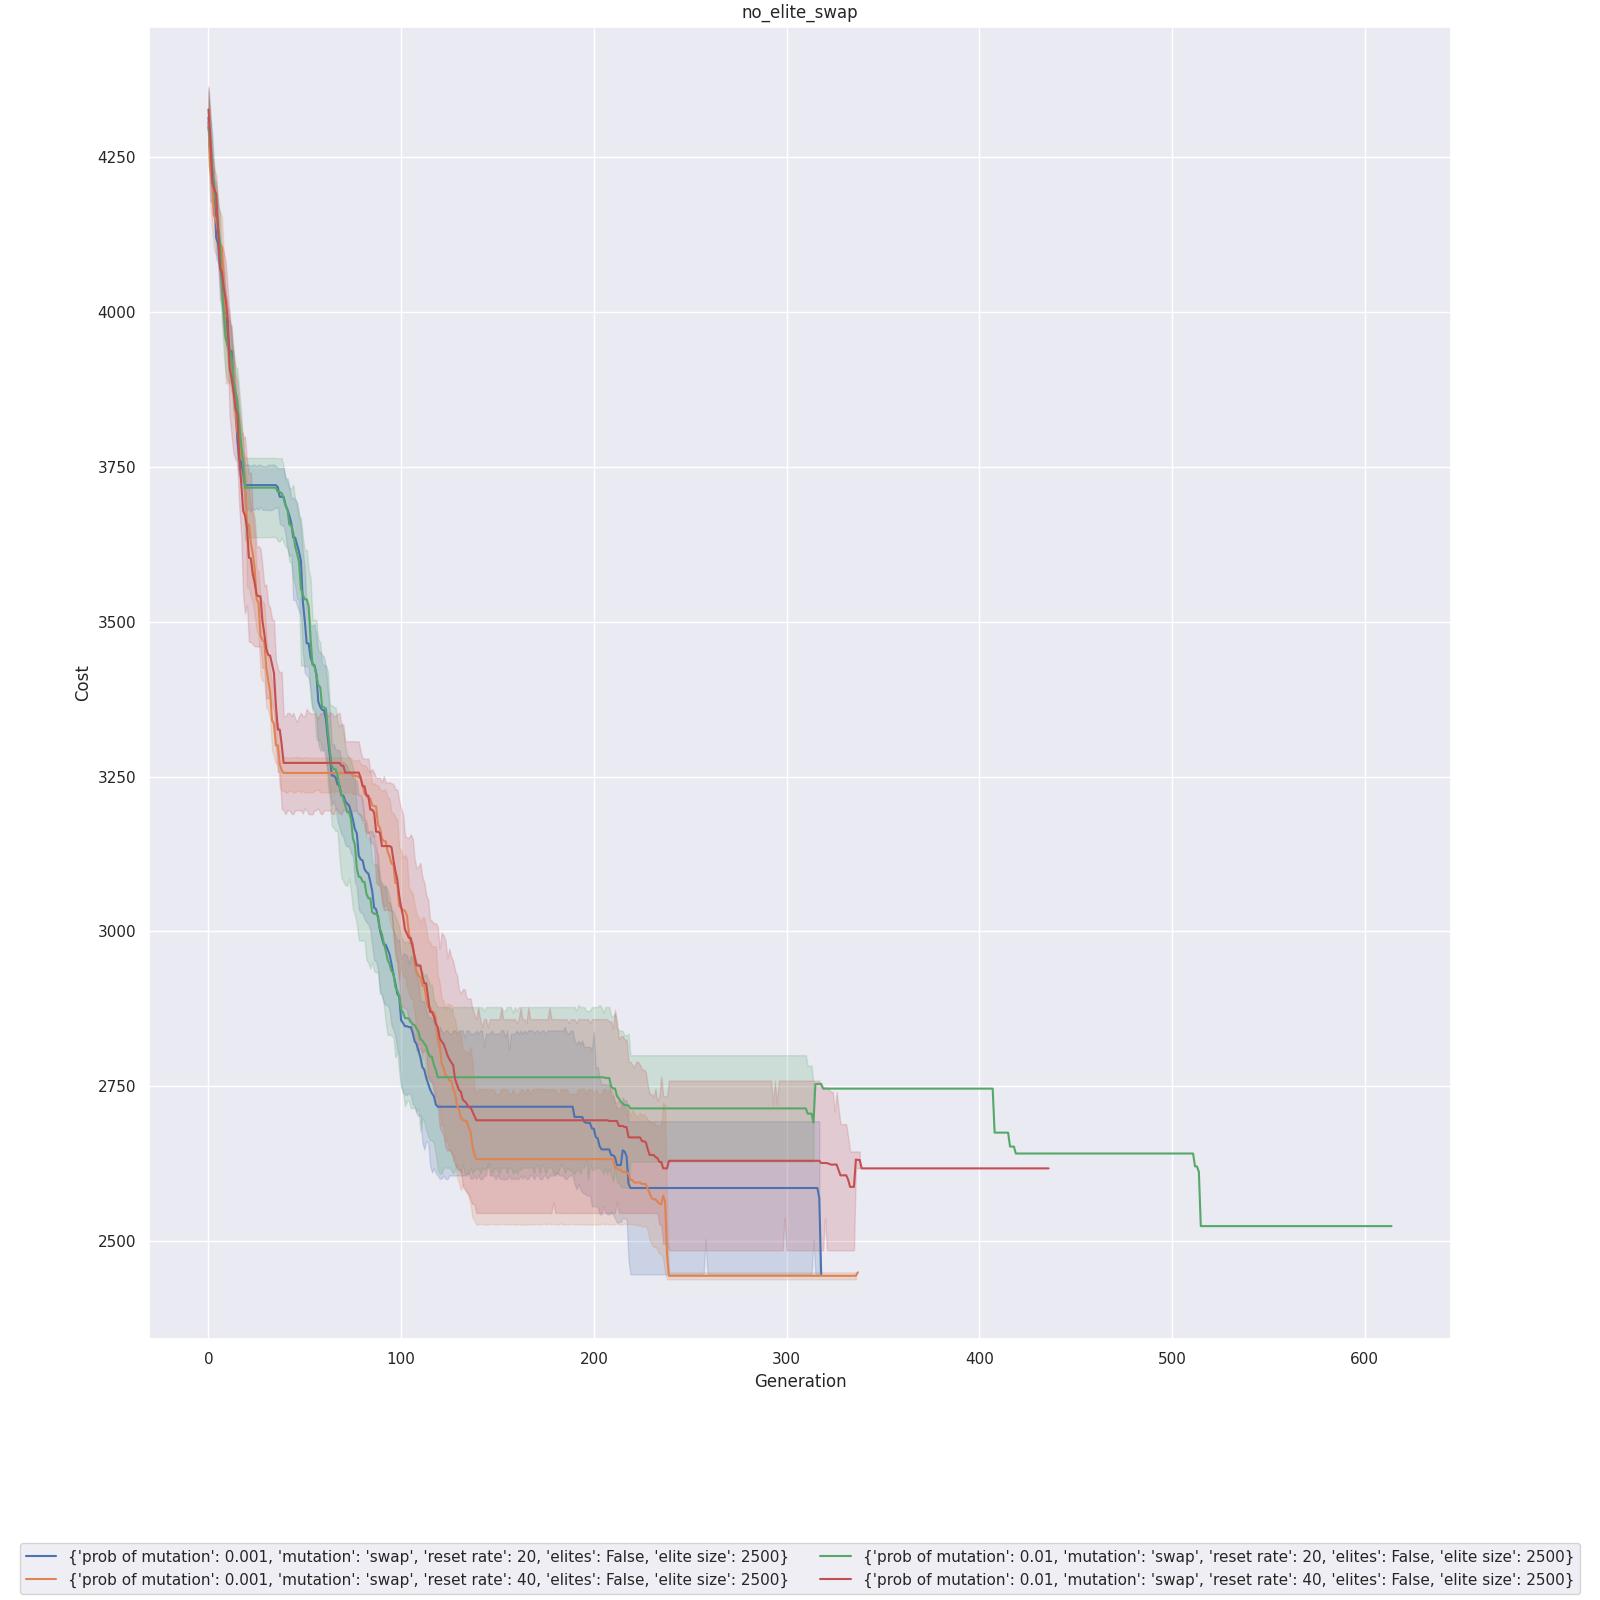 no_elite_swap
4250
4000
3750
3500
3250
3000
2750
2500
Cost
0 100 200 300 400 500 600
Generation
{'prob of mutation': 0.001, 'mutation': 'swap', 'reset rate': 20, 'elites': False, 'elite size': 2500}
{'prob of mutation': 0.001, 'mutation': 'swap', 'reset rate': 40, 'elites': False, 'elite size': 2500}
{'prob of mutation': 0.01, 'mutation': 'swap', 'reset rate': 20, 'elites': False, 'elite size': 2500}
{'prob of mutation': 0.01, 'mutation': 'swap', 'reset rate': 40, 'elites': False, 'elite size': 2500}